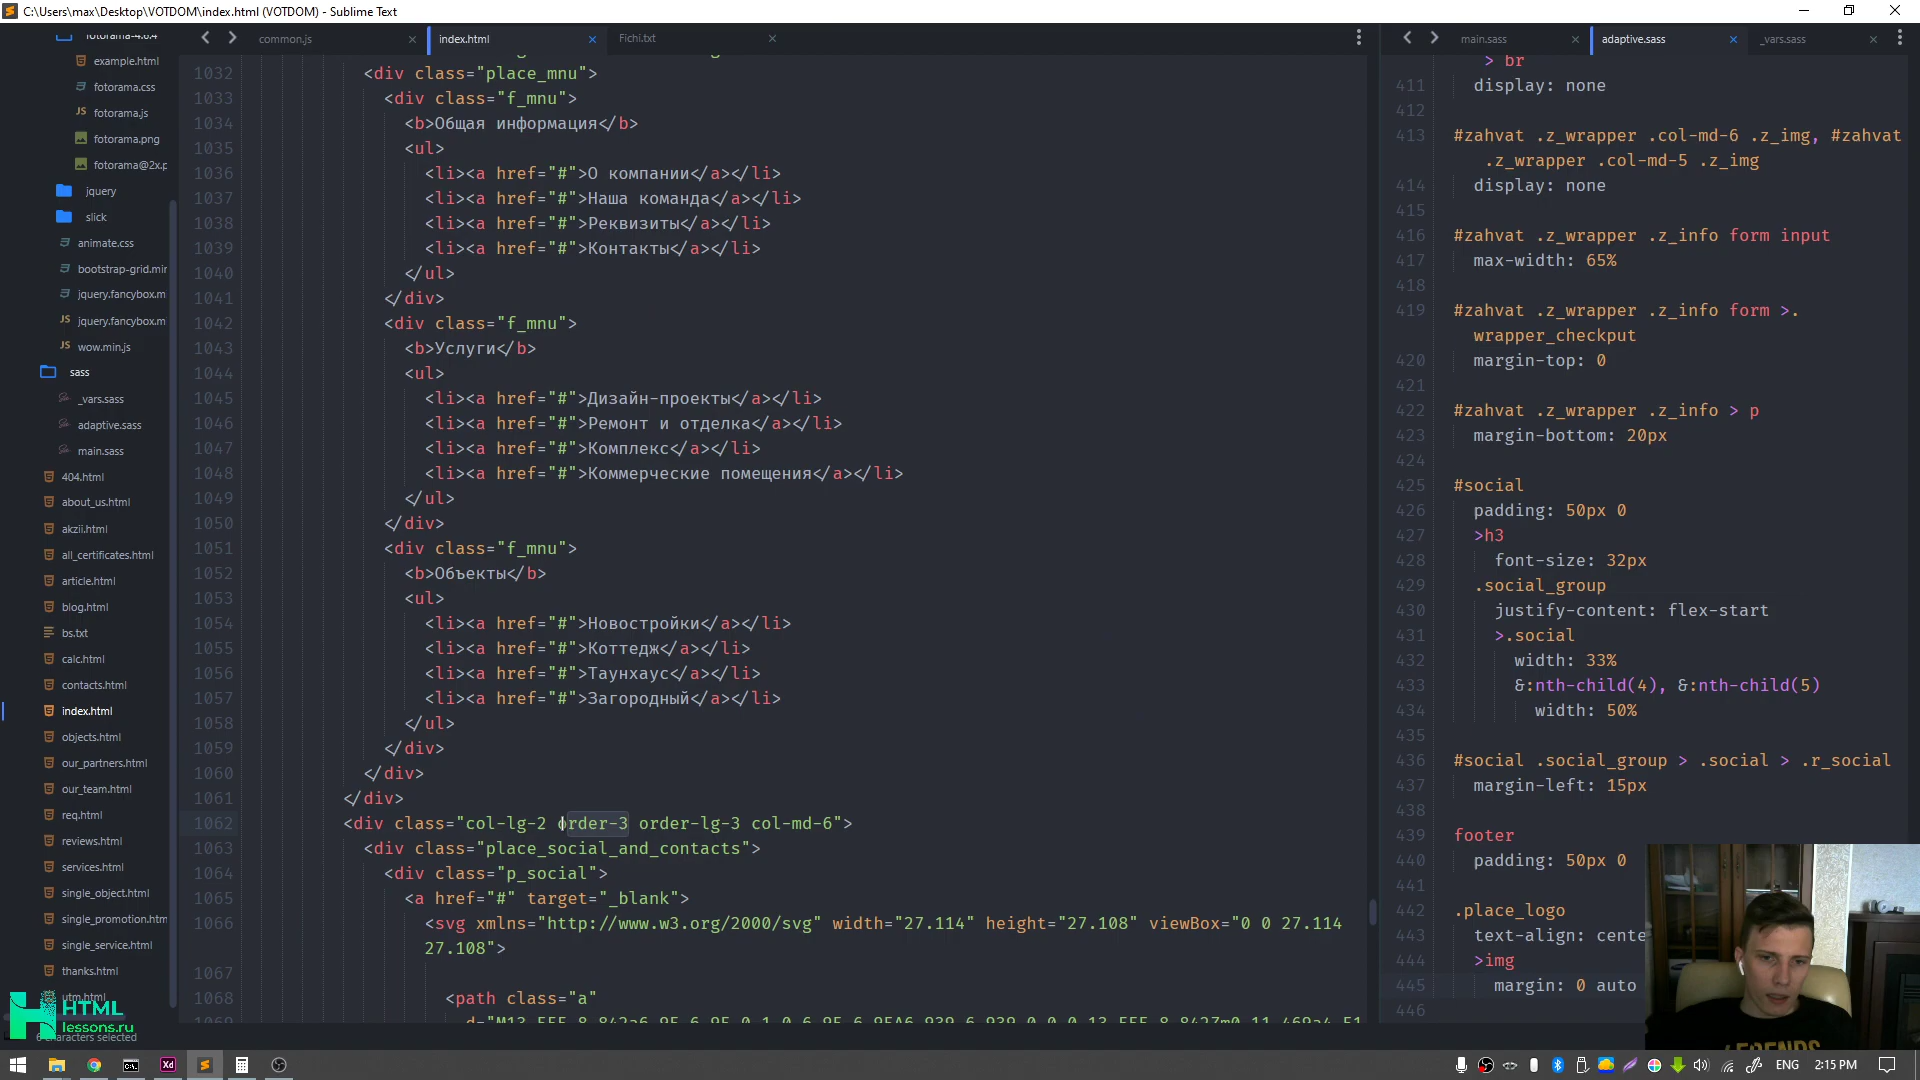 C:\Users\max\Desktop\VOTDOM\index.html (VOTDOM) - Sublime Text
fotorama-4.6.4
example.html
fotorama.css
fotorama.js
fotorama.png
fotorama@2x.p
jquery
slick
animate.css
bootstrap-grid.min
jquery.fancybox.m
jquery.fancybox.m
wow.min.js
sass
_vars.sass
adaptive.sass
main.sass
404.html
about_us.html
akzii.html
all_certificates.html
article.html
blog.html
bs.txt
calc.html
contacts.html
index.html
objects.html
our_partners.html
our_team.html
req.html
reviews.html
services.html
single_object.html
single_promotion.htm
single_service.html
thanks.html
utm.html
HTML
lessons.ru
6 characters selected
common.js
index.html
Fichi.txt
1032 <div class="place_mnu">
1033 <div class="f_mnu">
1034 <b>Общая информация</b>
1035 <ul>
1036 <li><a href="#">О компании</a></li>
1037 <li><a href="#">Наша команда</a></li>
1038 <li><a href="#">Реквизиты</a></li>
1039 <li><a href="#">Контакты</a></li>
1040 </ul>
1041 </div>
1042 <div class="f_mnu">
1043 <b>Услуги</b>
1044 <ul>
1045 <li><a href="#">Дизайн-проекты</a></li>
1046 <li><a href="#">Ремонт и отделка</a></li>
1047 <li><a href="#">Комплекс</a></li>
1048 <li><a href="#">Коммерческие помещения</a></li>
1049 </ul>
1050 </div>
1051 <div class="f_mnu">
1052 <b>Объекты</b>
1053 <ul>
1054 <li><a href="#">Новостройки</a></li>
1055 <li><a href="#">Коттедж</a></li>
1056 <li><a href="#">Таунхаус</a></li>
1057 <li><a href="#">Загородный</a></li>
1058 </ul>
1059 </div>
1060 </div>
1061 </div>
1062 <div class="col-lg-2 order-3 order-lg-3 col-md-6">
1063 <div class="place_social_and_contacts">
1064 <div class="p_social">
1065 <a href="#" target="_blank">
1066 <svg xmlns="http://www.w3.org/2000/svg" width="27.114" height="27.108" viewBox="0 0 27.114
27.108">
1067
1068 <path class="a"
1069
main.sass
adaptive.sass
_vars.sass
> br
411 display: none
412
413 #zahvat .z_wrapper .col-md-6 .z_img, #zahvat
.z_wrapper .col-md-5 .z_img
414 display: none
415
416 #zahvat .z_wrapper .z_info form input
417 max-width: 65%
418
419 #zahvat .z_wrapper .z_info form >.
wrapper_checkput
420 margin-top: 0
421
422 #zahvat .z_wrapper .z_info > p
423 margin-bottom: 20px
424
425 #social
426 padding: 50px 0
427 >h3
428 font-size: 32px
429 .social_group
430 justify-content: flex-start
431 >.social
432 width: 33%
433 &:nth-child(4), &:nth-child(5)
434 width: 50%
435
436 #social .social_group > .social > .r_social
437 margin-left: 15px
438
439 footer
440 padding: 50px 0
441
442 .place_logo
443 text-align: cente
444 >img
445 margin: 0 auto
446
LEGENDS
Xd
ENG
2:15 PM